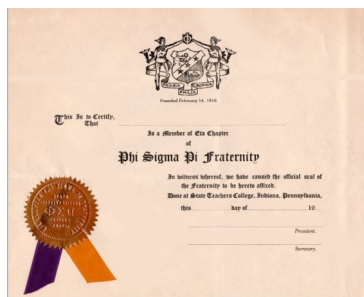 Founded February 14, 1916
This Is to Certify,
That
Is a Member of Eta Chapter
of
Phi Sigma Pi Fraternity
In witness whereof, we have caused the official seal of
the Fraternity to be hereto affixed.
Done at State Teachers College, Indiana, Pennsylvania,
this day of 19
President.
Secretary.
ΦΣΠ